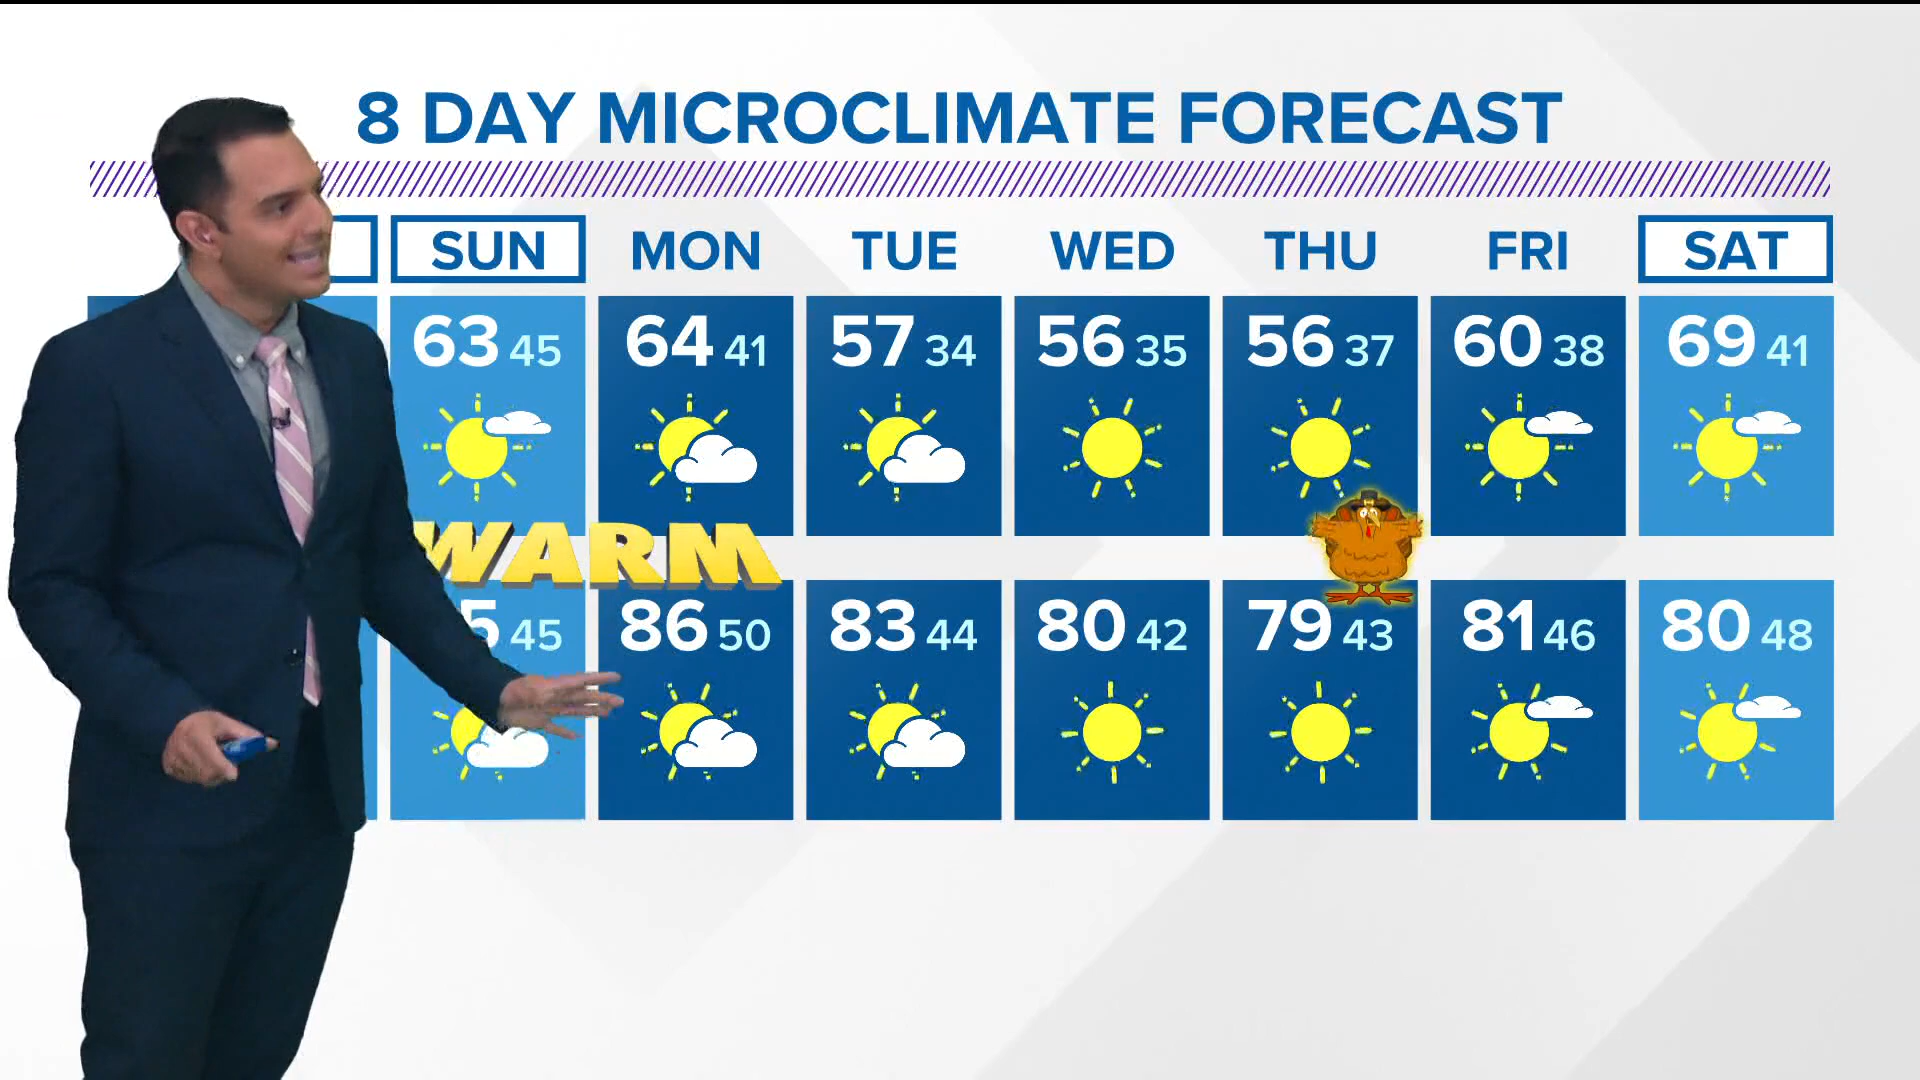 8 DAY MICROCLIMATE FORECAST
SUN MON TUE WED THU FRI SAT
63 45 64 41 57 34 56 35 56 37 60 38 69 41
WARM
5 45 86 50 83 44 80 42 79 43 81 46 80 48